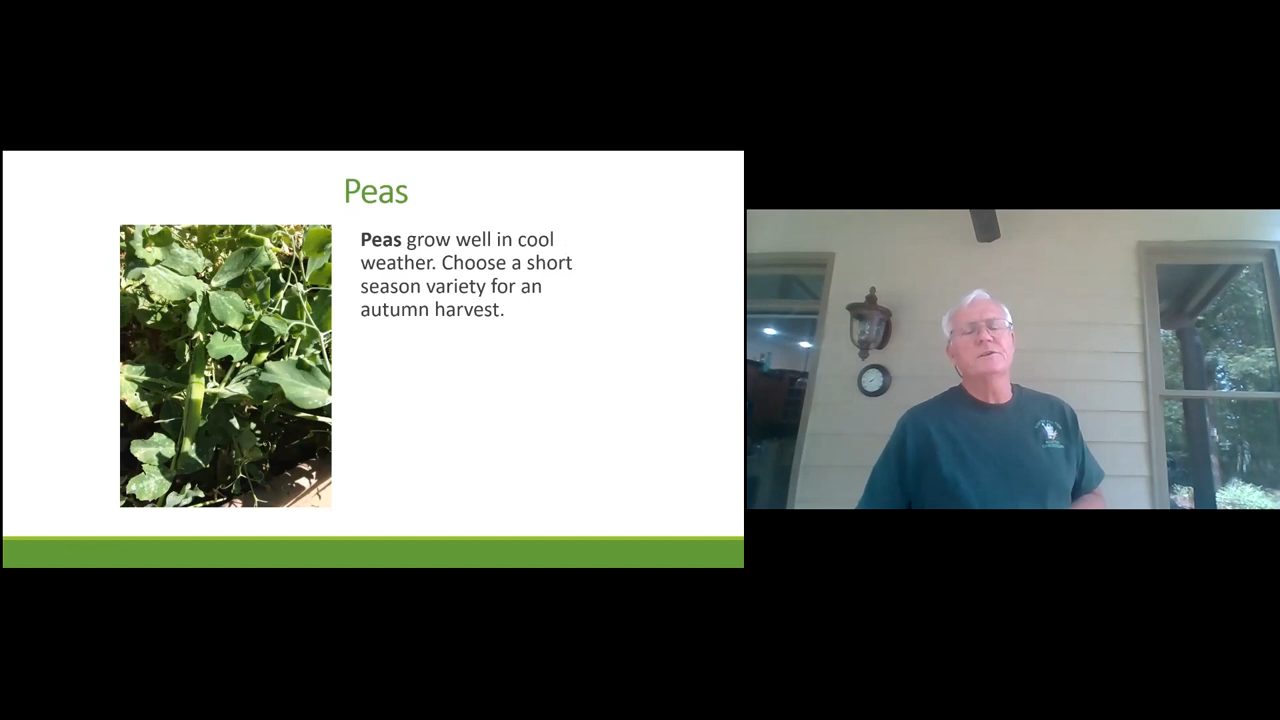 Peas
Peas grow well in cool
weather. Choose a short
season variety for an
autumn harvest.